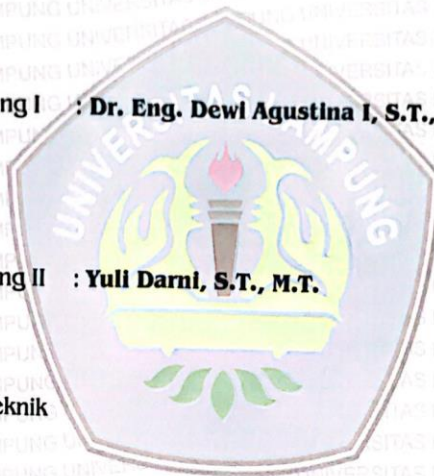 ng I : Dr. Eng. Dewi Agustina I, S.T.,
UNIVERSITAS LAMPUNG
ng II : Yuli Darni, S.T., M.T.
eknik